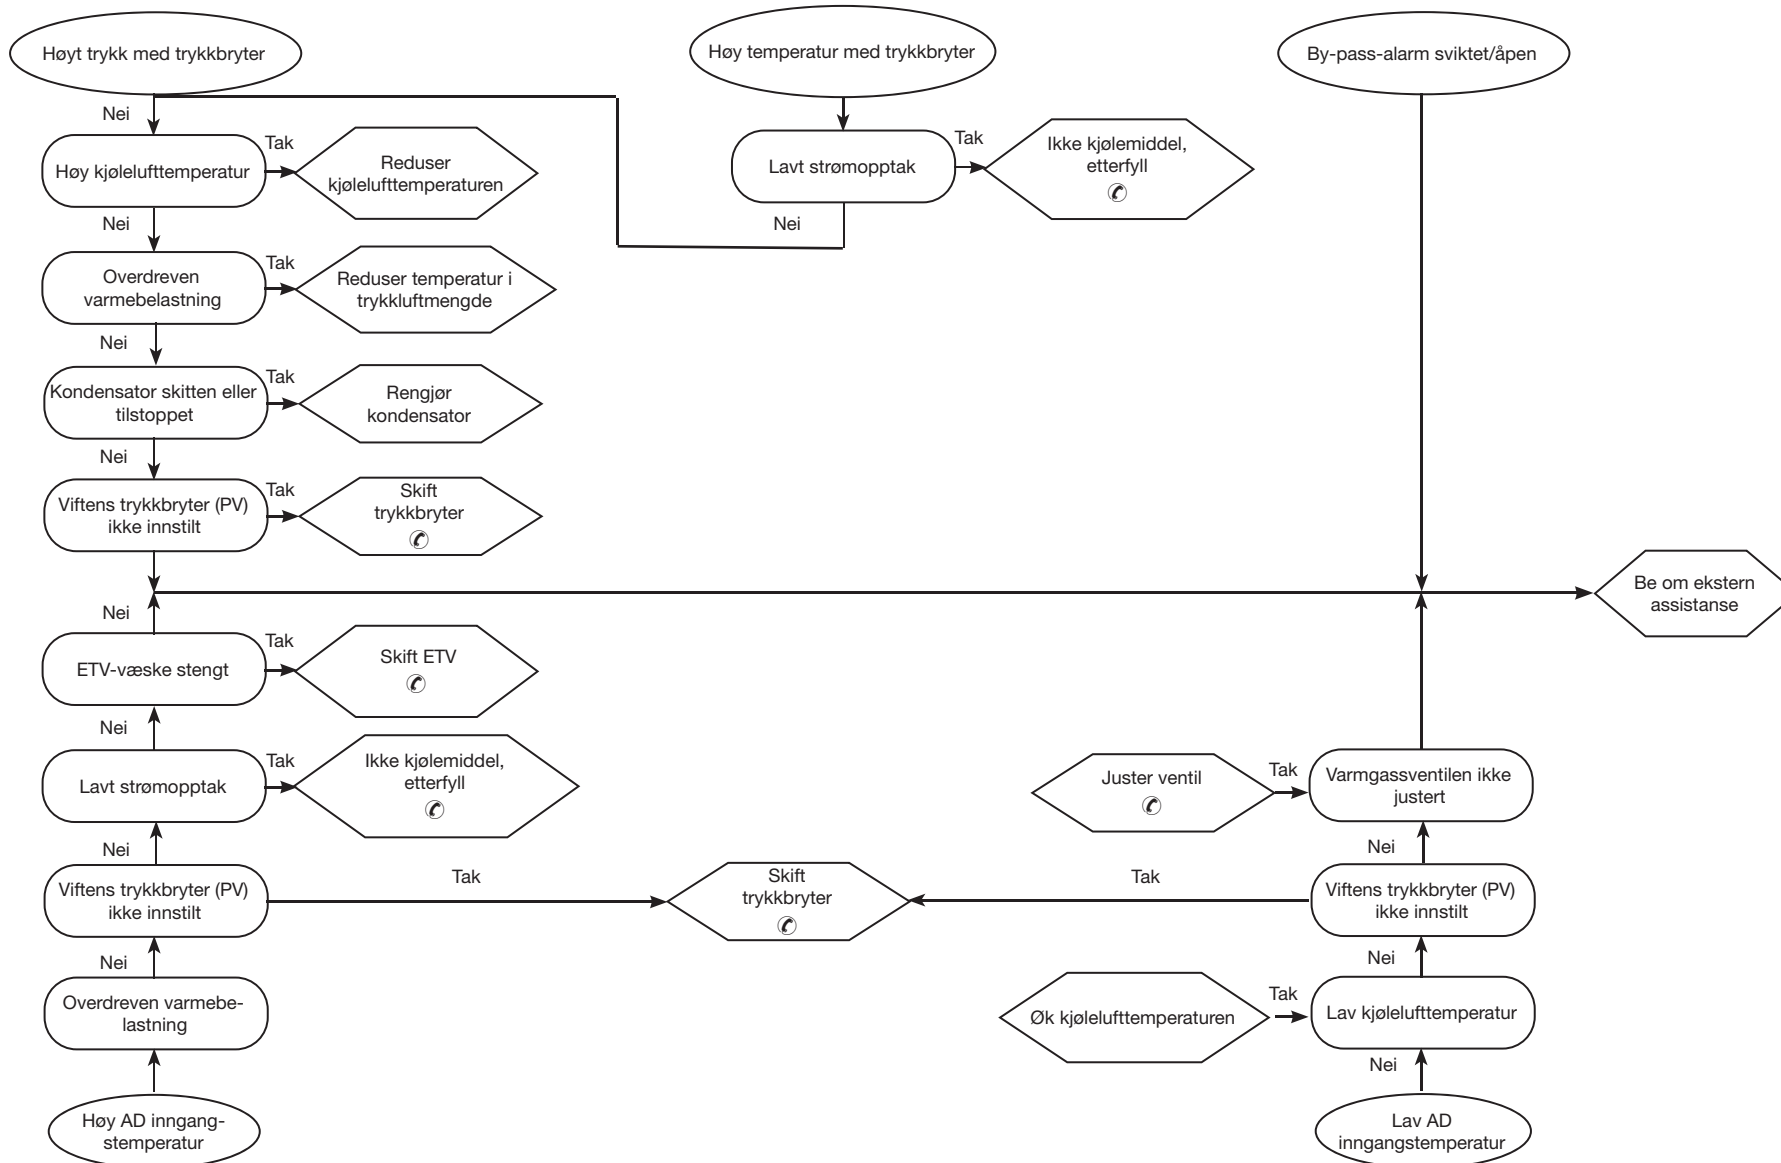 Høyt trykk med trykkbryter
Høy temperatur med trykkbryter
By-pass-alarm sviktet/åpen
Nei
Tak
Høy kjølelufttemperatur
Reduser
kjølelufttemperaturen
Tak
Lavt strømopptak
Ikke kjølemiddel,
etterfyll
Nei
Nei
Tak
Overdreven
varmebelastning
Reduser temperatur i
trykkluftmengde
Nei
Tak
Kondensator skitten eller
tilstoppet
Rengjør
kondensator
Nei
Tak
Viftens trykkbryter (PV)
ikke innstilt
Skift
trykkbryter
Be om ekstern
assistanse
Nei
Tak
ETV-væske stengt
Skift ETV
Nei
Tak
Lavt strømopptak
Ikke kjølemiddel,
etterfyll
Juster ventil
Tak
Varmgassventilen ikke
justert
Nei
Nei
Viftens trykkbryter (PV)
ikke innstilt
Tak
Skift
trykkbryter
Tak
Viftens trykkbryter (PV)
ikke innstilt
Nei
Nei
Overdreven varmebe-
lastning
Øk kjølelufttemperaturen
Tak
Lav kjølelufttemperatur
Nei
Høy AD inngang-
stemperatur
Lav AD
inngangstemperatur